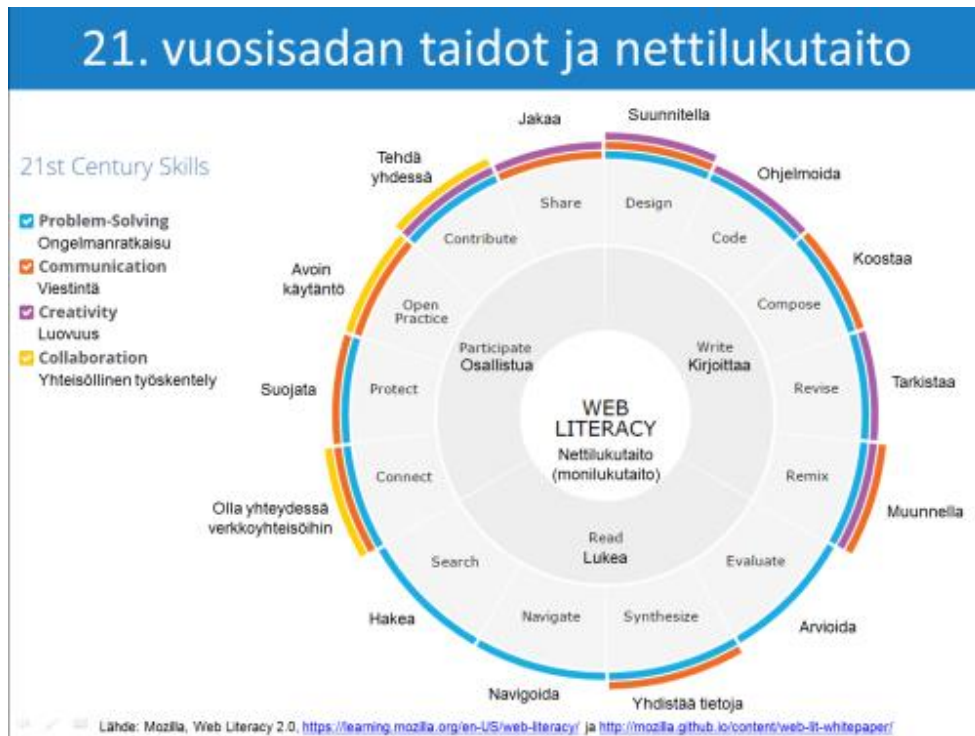 21. vuosisadan taidot ja nettilukutaito
21st Century Skills
Problem-Solving
Ongelmanratkaisu
Communication
Viestintä
Creativity
Luovuus
Collaboration
Yhteisöllinen työskentely
Jakaa
Suunnitella
Tehdä
yhdessä
Ohjelmoida
Avoin
käytäntö
Koostaa
Suojata
Tarkistaa
Olla yhteydessä
verkkoyhteisöihin
Muunnella
Hakea
Arvioida
Navigoida
Yhdistää tietoja
Share
Design
Contribute
Code
Open
Practice
Compose
Protect
Revise
Connect
Remix
Search
Evaluate
Navigate
Synthesize
Participate
Osallistua
Write
Kirjoittaa
Read
Lukea
WEB
LITERACY
Nettilukutaito
(monilukutaito)
Lähde: Mozilla, Web Literacy 2.0, https://learning.mozilla.org/en-US/web-literacy/ ja http://mozilla.github.io/content/web-lit-whitepaper/